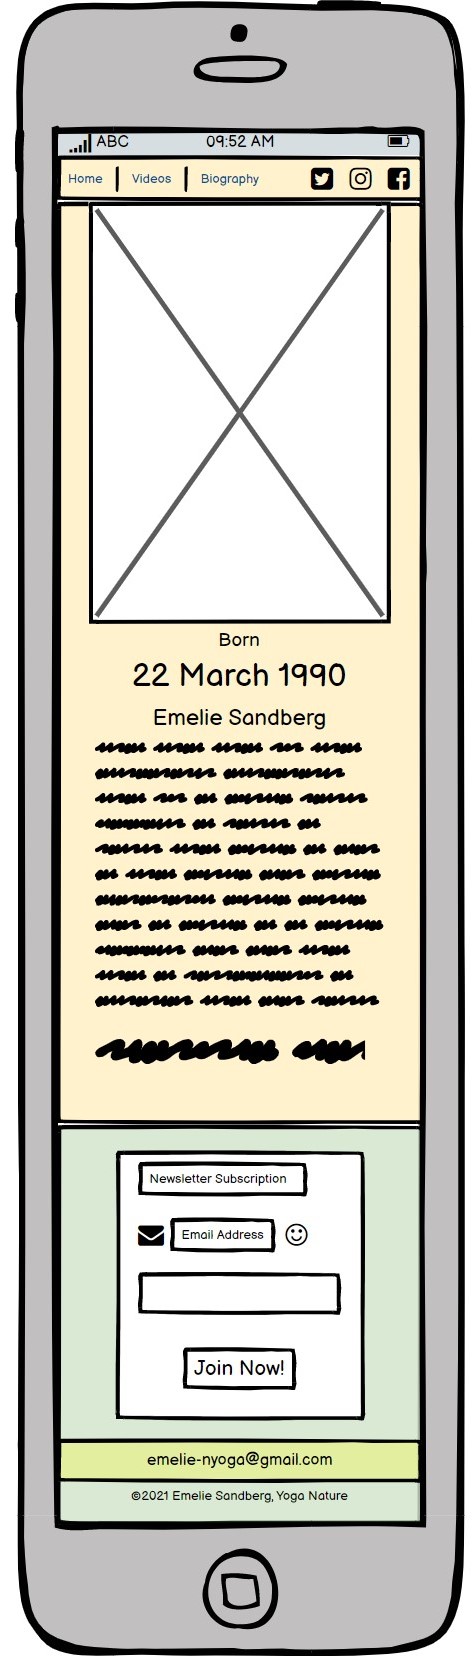 ABC 09:52 AM
Home Videos Biography
Born
22 March 1990
Emelie Sandberg
Newsletter Subscription
Email Address
Join Now!
emelie-nyoga@gmail.com
©2021 Emelie Sandberg, Yoga Nature